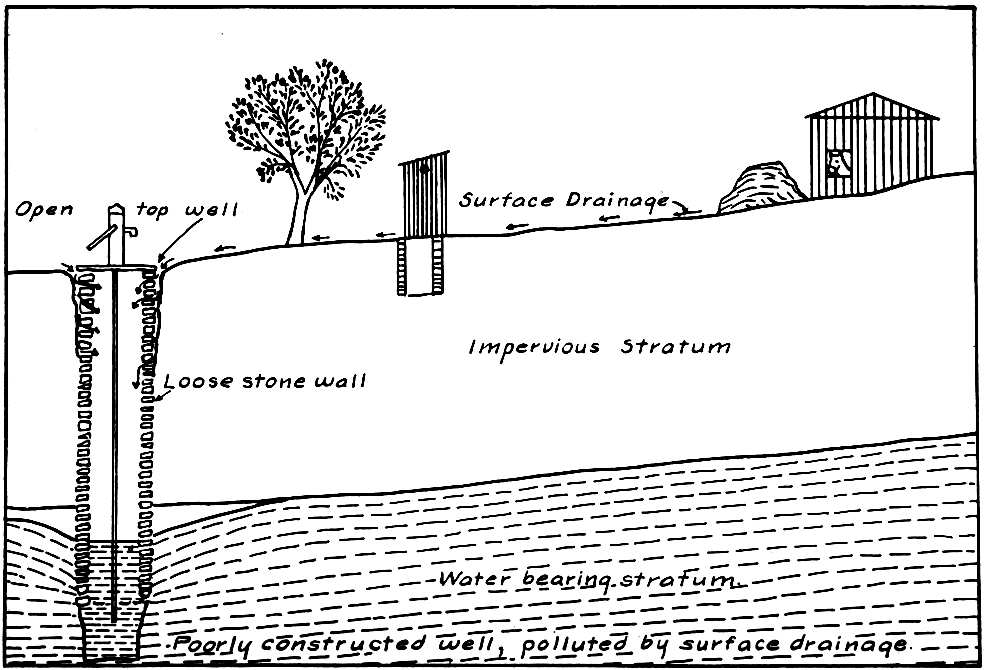 Open top well
Surface Drainage
Impervious Stratum
Loose stone wall
Water bearing stratum
Poorly constructed well, polluted by surface drainage.